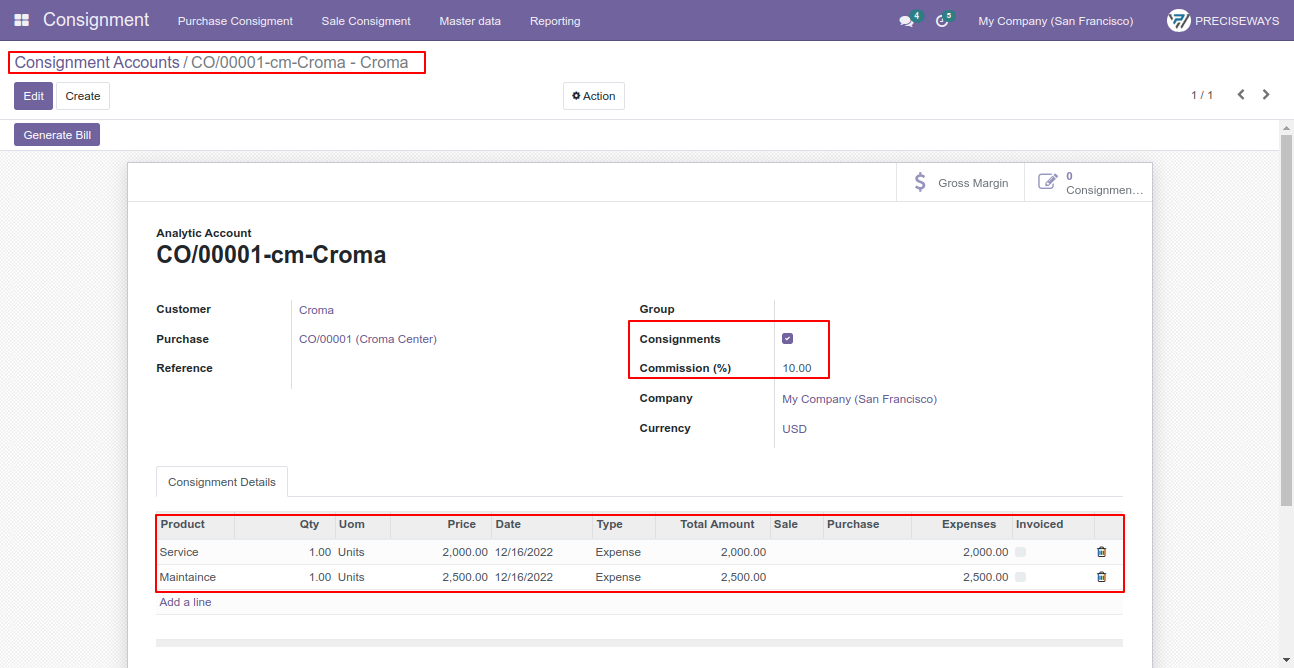 Consignment Purchase Consigment Sale Consigment Master data Reporting 4 5 My Company (San Francisco) PRECISEWAYS
Consignment Accounts / CO/00001-cm-Croma - Croma
Edit Create Action 1 / 1
Generate Bill
$ Gross Margin 0 Consignmen…
Analytic Account
CO/00001-cm-Croma
Customer Croma
Purchase CO/00001 (Croma Center)
Reference
Group
Consignments
Commission (%) 10.00
Company My Company (San Francisco)
Currency USD
Consignment Details
Product Qty Uom Price Date Type Total Amount Sale Purchase Expenses Invoiced
Service 1.00 Units 2,000.00 12/16/2022 Expense 2,000.00 2,000.00
Maintaince 1.00 Units 2,500.00 12/16/2022 Expense 2,500.00 2,500.00
Add a line